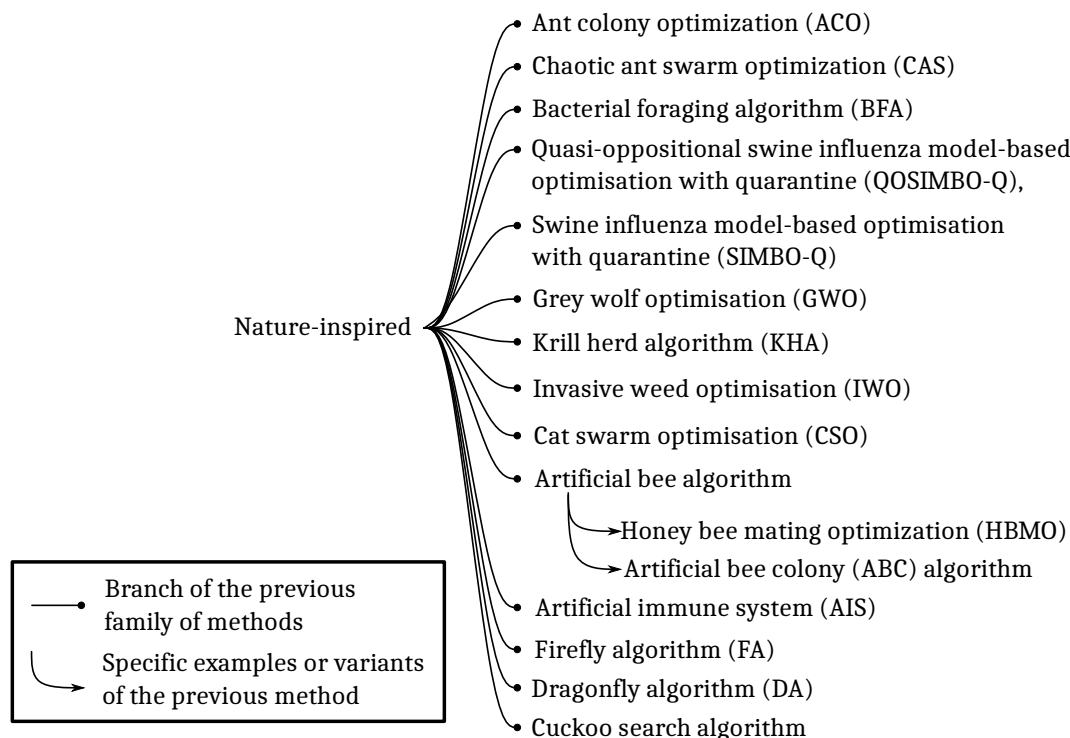 Ant colony optimization (ACO)
Chaotic ant swarm optimization (CAS)
Bacterial foraging algorithm (BFA)
Quasi-oppositional swine influenza model-based
optimisation with quarantine (QOSIMBO-Q),
Swine influenza model-based optimisation
with quarantine (SIMBO-Q)
Grey wolf optimisation (GWO)
Nature-inspired
Krill herd algorithm (KHA)
Invasive weed optimisation (IWO)
Cat swarm optimisation (CSO)
Artificial bee algorithm
Honey bee mating optimization (HBMO)
Artificial bee colony (ABC) algorithm
Artificial immune system (AIS)
Firefly algorithm (FA)
Dragonfly algorithm (DA)
Cuckoo search algorithm
Branch of the previous
family of methods
Specific examples or variants
of the previous method